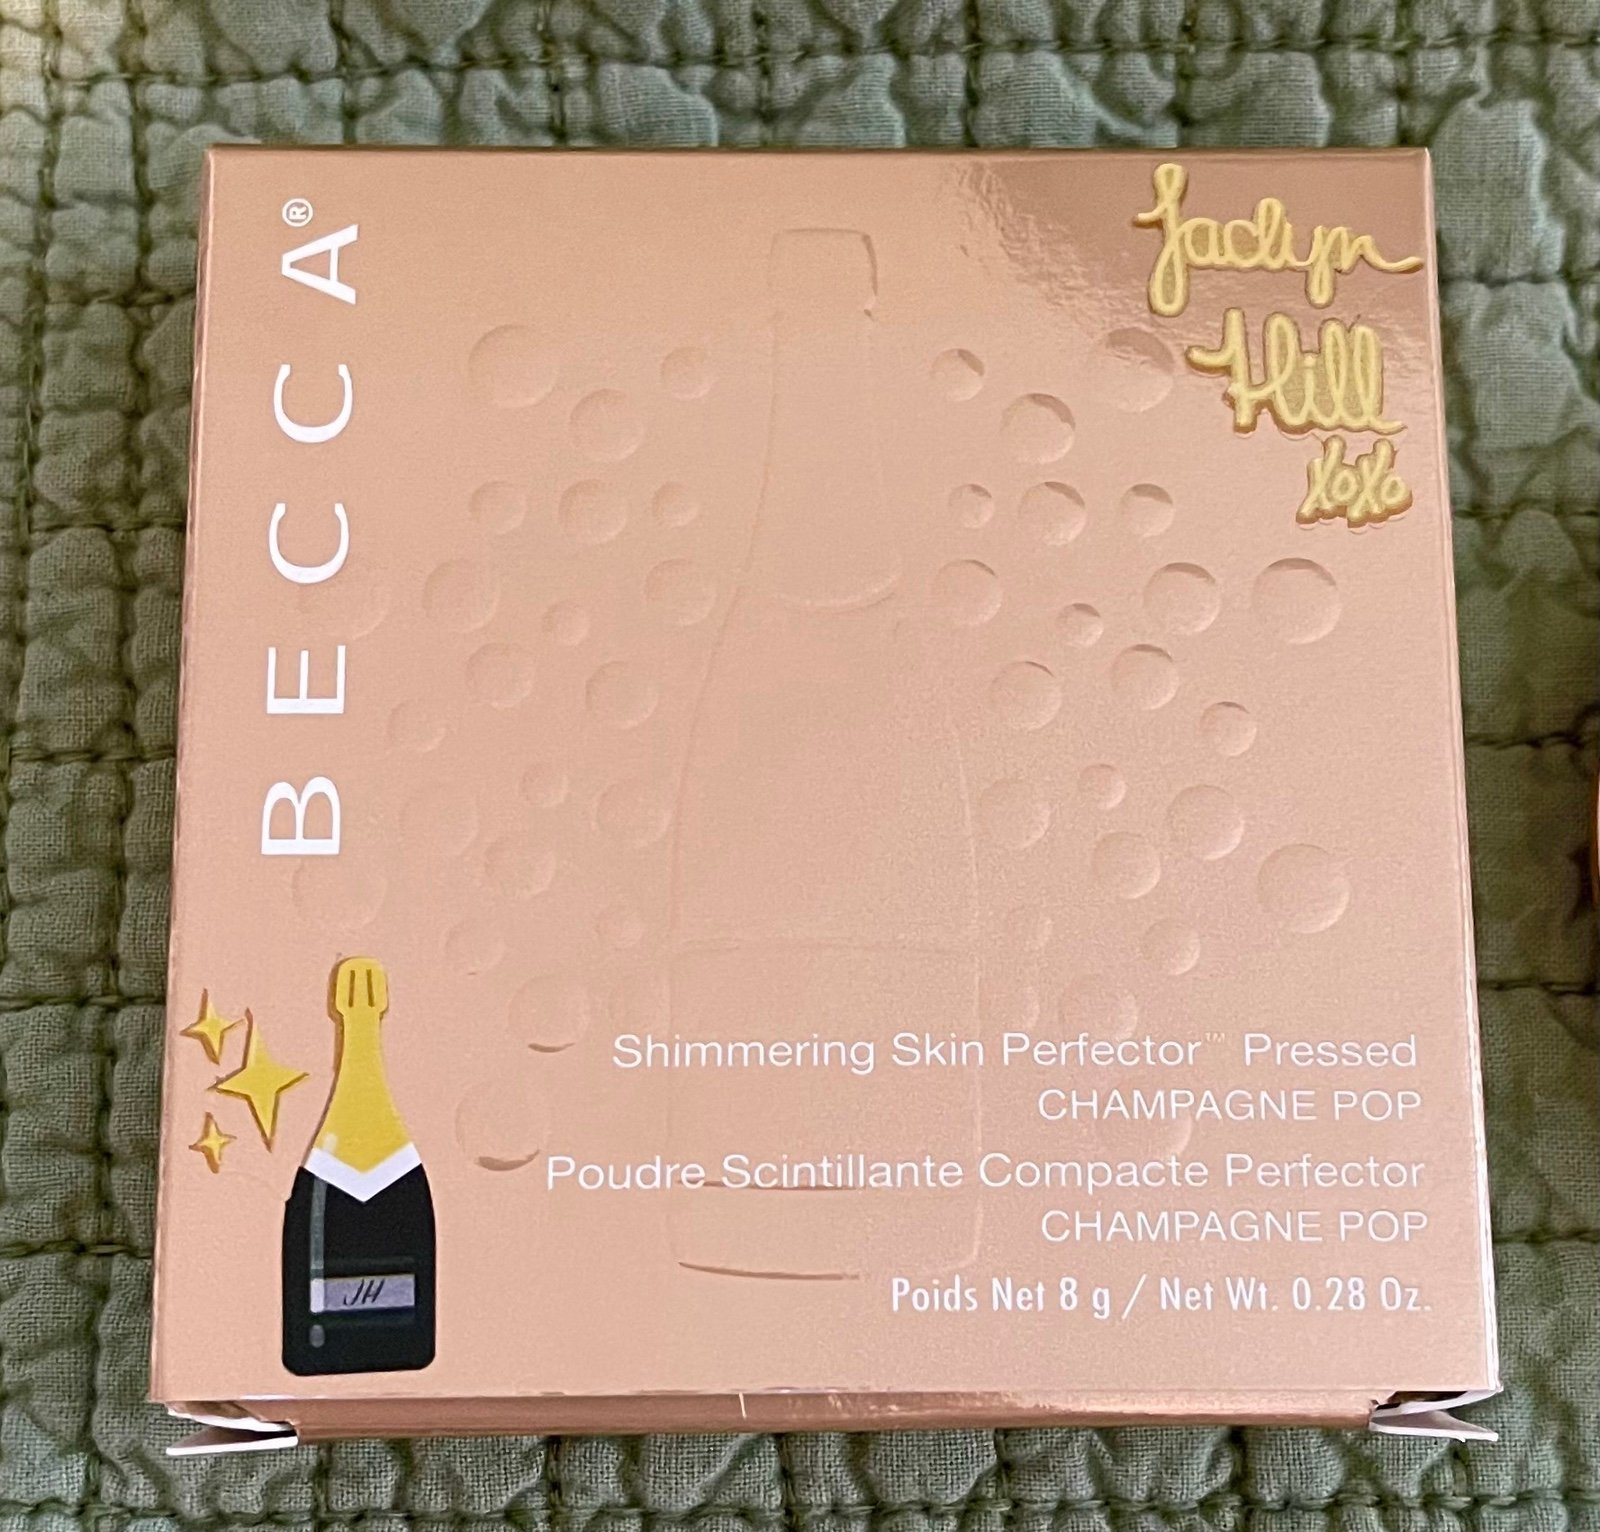 BECCA®
Jaclyn
Hill
xoxo
JH
Shimmering Skin Perfector™ Pressed
CHAMPAGNE POP
Poudre Scintillante Compacte Perfector
CHAMPAGNE POP
Poids Net 8 g / Net Wt. 0.28 Oz.